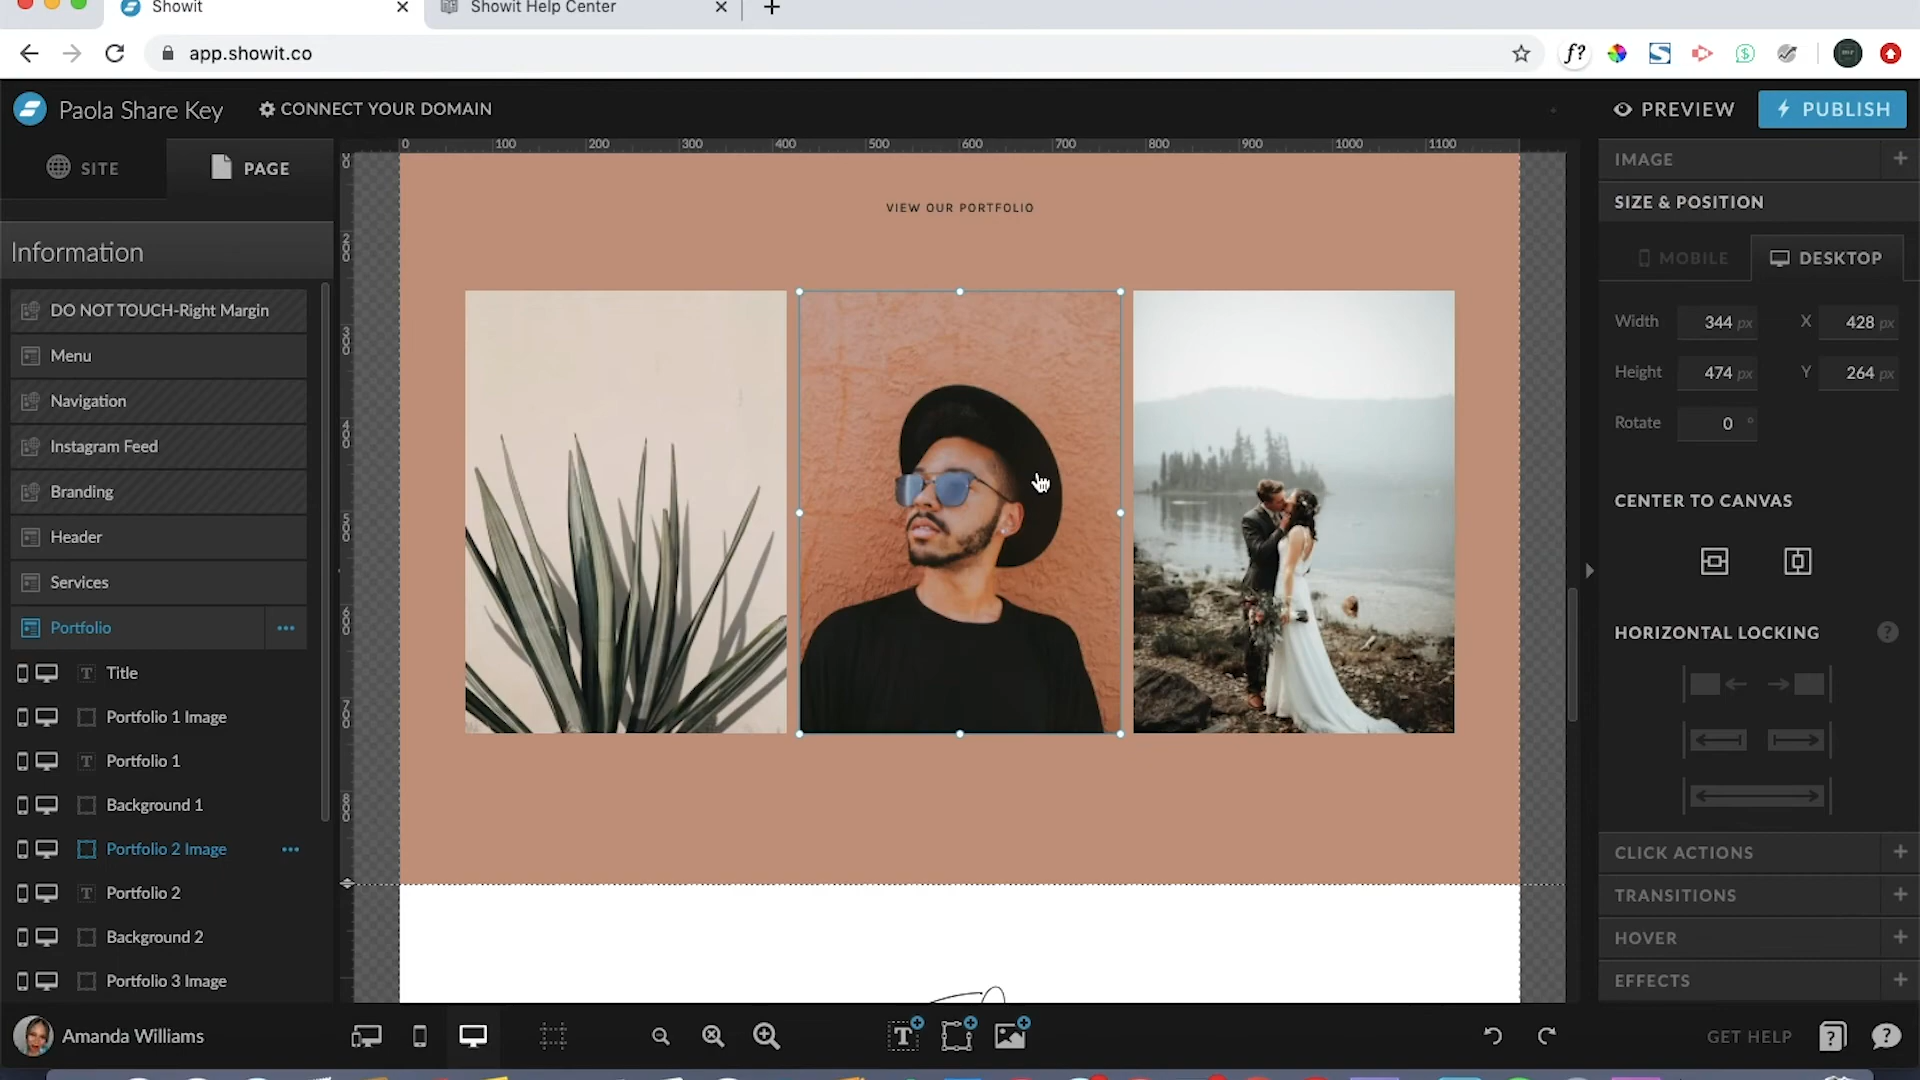 Showit
Showit Help Center
app.showit.co
f?
Paola Share Key
CONNECT YOUR DOMAIN
PREVIEW
PUBLISH
SITE
PAGE
0 100 200 300 400 500 600 700 800 900 1000 1100
IMAGE
SIZE & POSITION
VIEW OUR PORTFOLIO
Information
MOBILE
DESKTOP
DO NOT TOUCH-Right Margin
Width 344 px X 428 px
Menu
Height 474 px Y 264 px
Navigation
Rotate 0 °
Instagram Feed
Branding
CENTER TO CANVAS
Header
Services
Portfolio
HORIZONTAL LOCKING
?
Title
Portfolio 1 Image
Portfolio 1
Background 1
Portfolio 2 Image
CLICK ACTIONS
Portfolio 2
TRANSITIONS
Background 2
HOVER
Portfolio 3 Image
EFFECTS
Amanda Williams
T
GET HELP
?
?